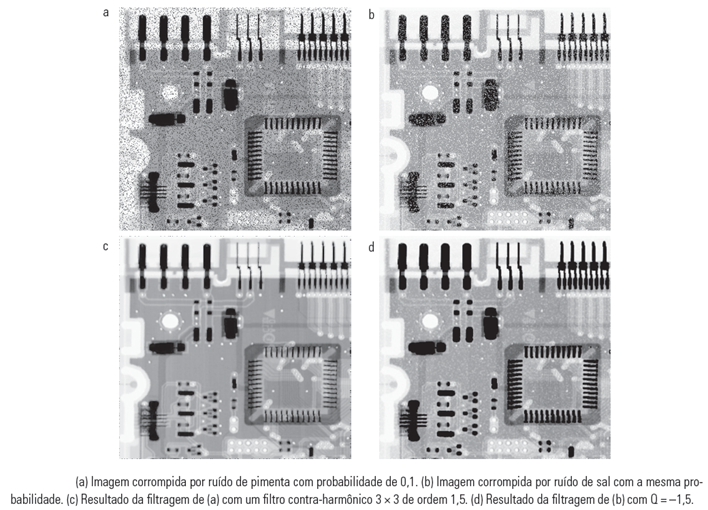 a
b
c
d
(a) Imagem corrompida por ruído de pimenta com probabilidade de 0,1. (b) Imagem corrompida por ruído de sal com a mesma pro-
babilidade. (c) Resultado da filtragem de (a) com um filtro contra-harmônico 3 × 3 de ordem 1,5. (d) Resultado da filtragem de (b) com Q = –1,5.